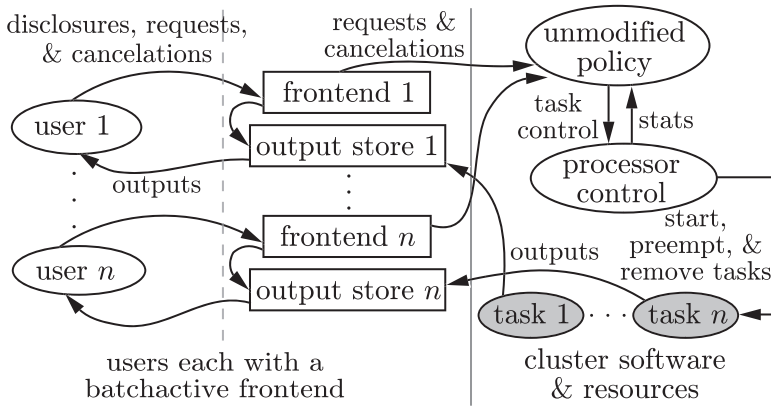 disclosures, requests,
& cancelations
requests &
cancelations
unmodified
policy
frontend 1
user 1
output store 1
outputs
task
control
stats
processor
control
frontend n
user n
output store n
outputs
start,
preempt, &
remove tasks
task 1
. . .
task n
users each with a
batchactive frontend
cluster software
& resources